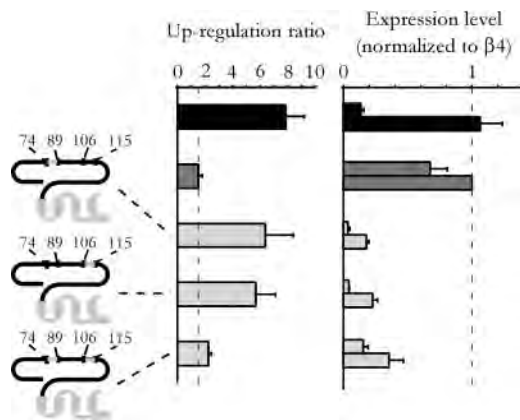 Up-regulation ratio
Expression level
(normalized to β4)
0 2 4 6 8 10
0 1
74 89 106 115
74 89 106 115
74 89 106 115